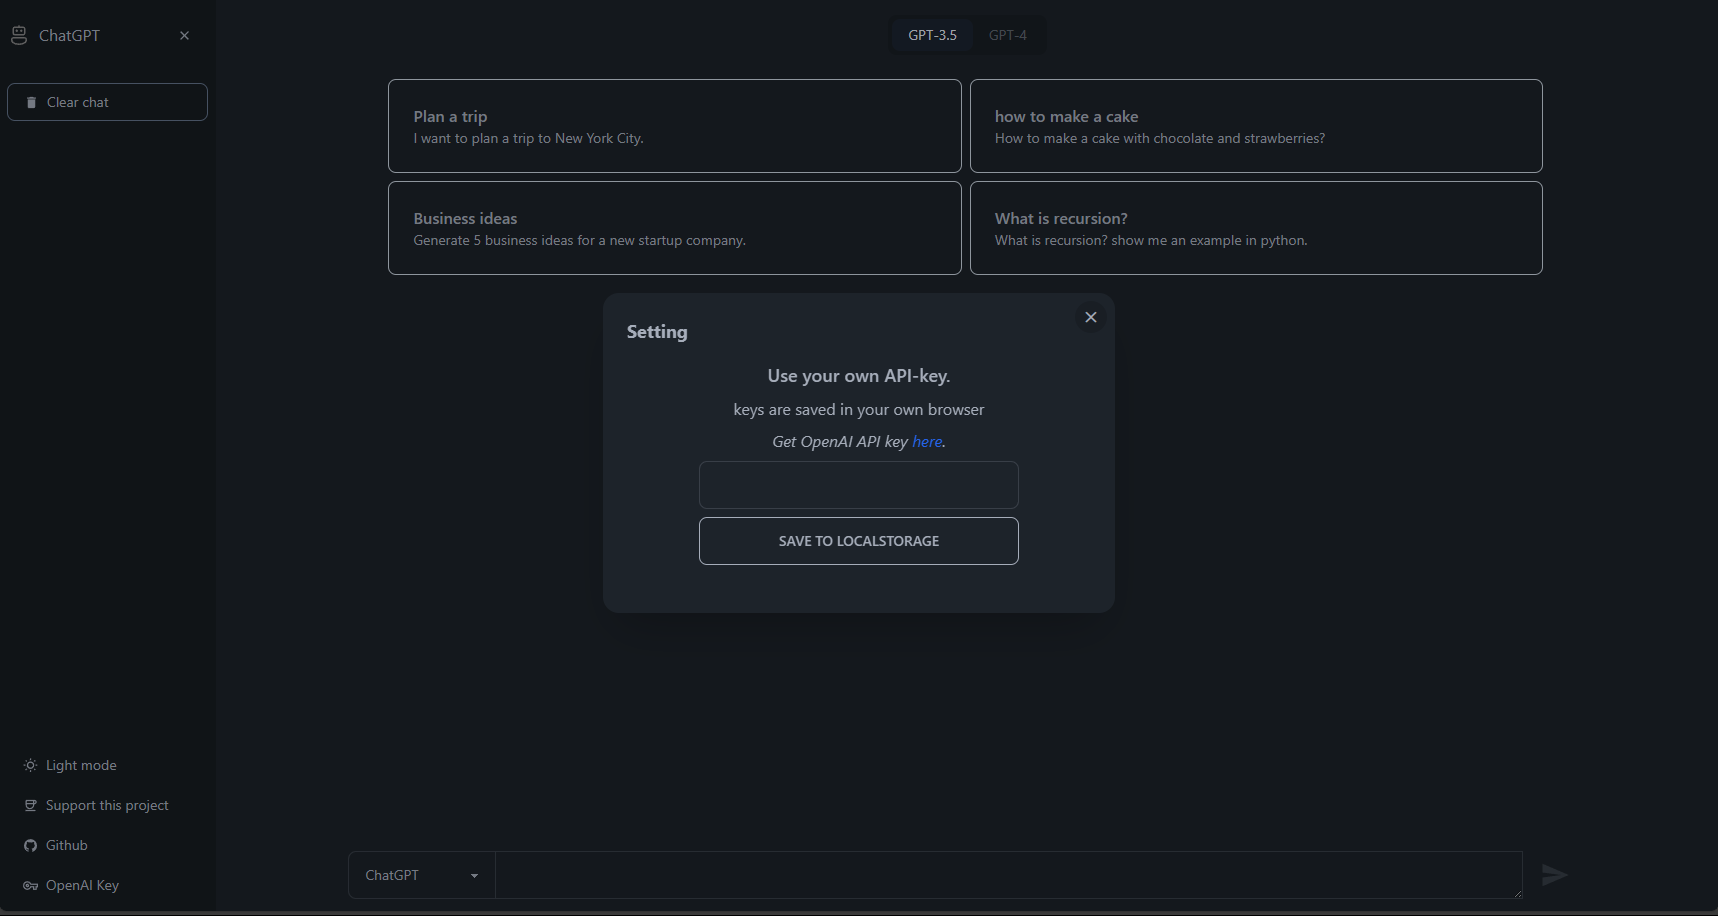 ChatGPT
Clear chat
GPT-3.5 GPT-4
Plan a trip
I want to plan a trip to New York City.
how to make a cake
How to make a cake with chocolate and strawberries?
Business ideas
Generate 5 business ideas for a new startup company.
What is recursion?
What is recursion? show me an example in python.
Setting
Use your own API-key.
keys are saved in your own browser
Get OpenAI API key here.
SAVE TO LOCALSTORAGE
Light mode
Support this project
Github
OpenAI Key
ChatGPT